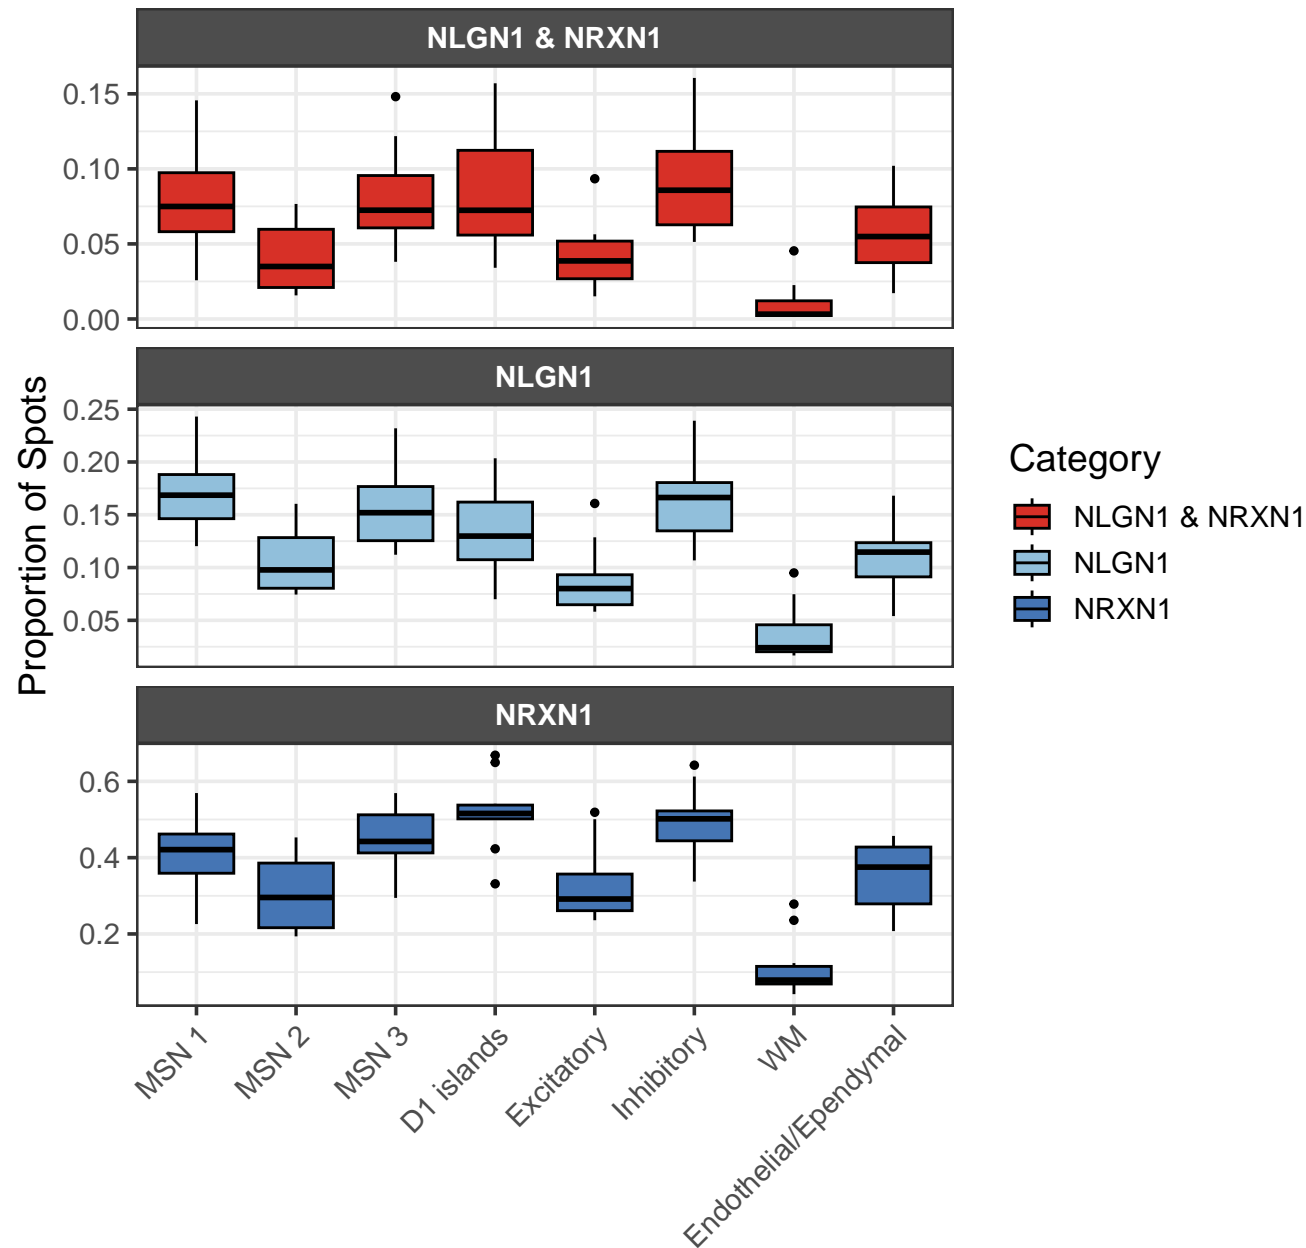 NLGN1 & NRXN1
0.15
0.10
0.05
0.00
NLGN1
0.25
0.20
0.15
0.10
0.05
NRXN1
0.6
0.4
0.2
Proportion of Spots
MSN 1
MSN 2
MSN 3
D1 islands
Excitatory
Inhibitory
WM
Endothelial/Ependymal
Category
NLGN1 & NRXN1
NLGN1
NRXN1